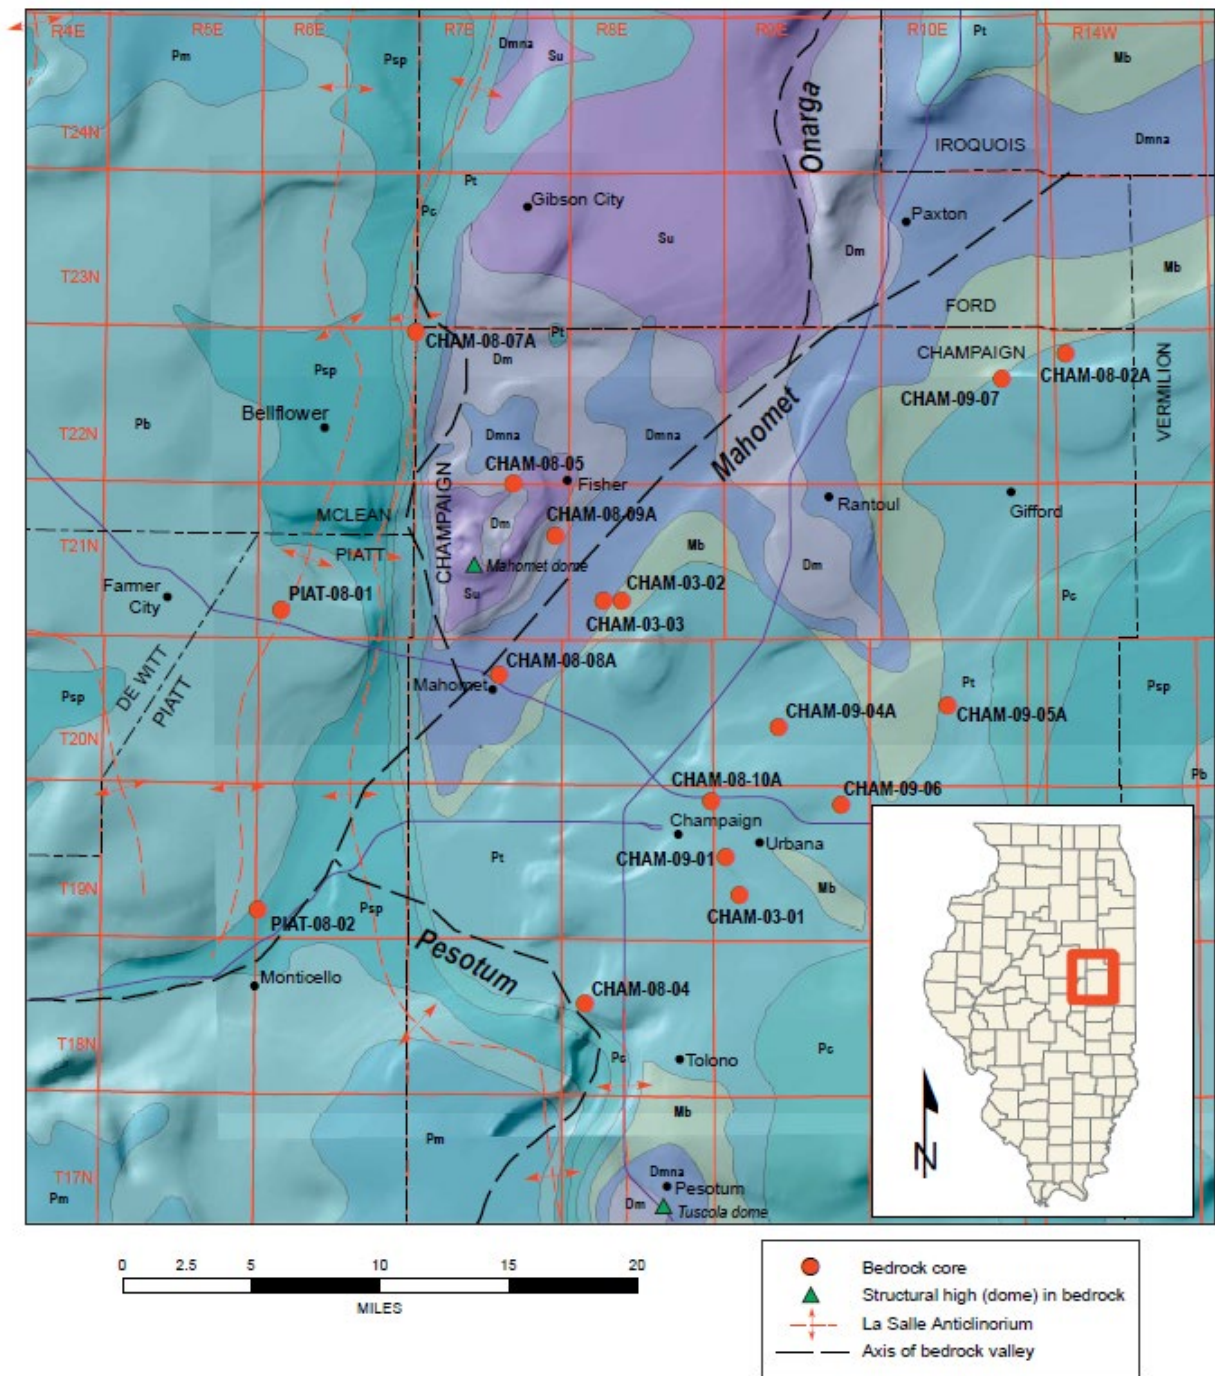 R4E
R5E
R6E
R7E
R8E
R9E
R10E
R14W
Pm
Psp
Dmna
Su
Pt
Mb
T24N
Onarga
IROQUOIS
Dmna
Pt
Gibson City
Paxton
Pc
Su
Dm
T23N
Mb
FORD
CHAMPAIGN
CHAM-08-07A
Pt
Dm
CHAM-08-02A
CHAM-09-07
VERMILION
Psp
Bellflower
Pb
T22N
Dmna
Dmna
Mahomet
CHAM-08-05
Fisher
Rantoul
Gifford
CHAMPAIGN
MCLEAN
PIATT
Dm
CHAM-08-09A
T21N
Mb
Mahomet dome
Dm
Farmer
City
PIAT-08-01
Su
CHAM-03-02
CHAM-03-03
Pc
DE WITT
PIATT
CHAM-08-08A
Mahomet
Psp
Pt
Psp
CHAM-09-05A
T20N
CHAM-09-04A
Pb
CHAM-08-10A
CHAM-09-06
Champaign
Urbana
Pt
CHAM-09-01
T19N
Mb
CHAM-03-01
Psp
PIAT-08-02
Pesotum
Monticello
CHAM-08-04
T18N
Pc
Tolono
Pc
Mb
Pm
T17N
Pm
Dmna
Pesotum
Dm
Tuscola dome
N
0 2.5 5 10 15 20
MILES
Bedrock core
Structural high (dome) in bedrock
La Salle Anticlinorium
Axis of bedrock valley